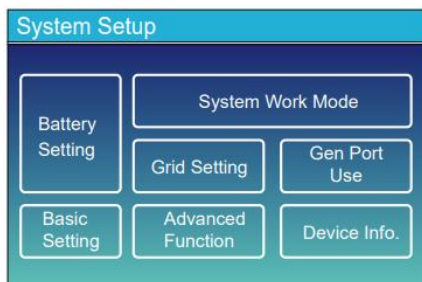 System Setup
Battery
Setting
System Work Mode
Grid Setting
Gen Port
Use
Basic
Setting
Advanced
Function
Device Info.